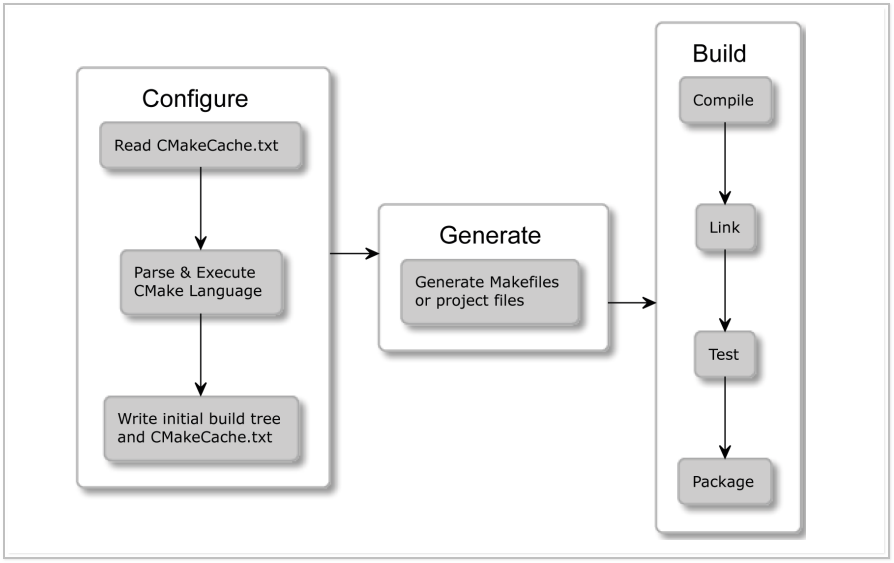 Configure
Read CMakeCache.txt
Parse & Execute
CMake Language
Write initial build tree
and CMakeCache.txt
Generate
Generate Makefiles
or project files
Build
Compile
Link
Test
Package